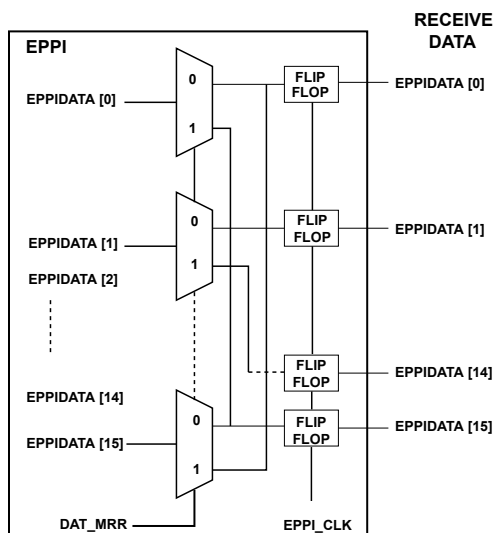 RECEIVE
DATA
EPPI
0
FLIP
FLOP
EPPIDATA [0]
EPPIDATA [0]
1
0
FLIP
FLOP
EPPIDATA [1]
EPPIDATA [1]
1
EPPIDATA [2]
FLIP
FLOP
EPPIDATA [14]
EPPIDATA [14]
0
FLIP
FLOP
EPPIDATA [15]
EPPIDATA [15]
1
DAT_MRR
EPPI_CLK